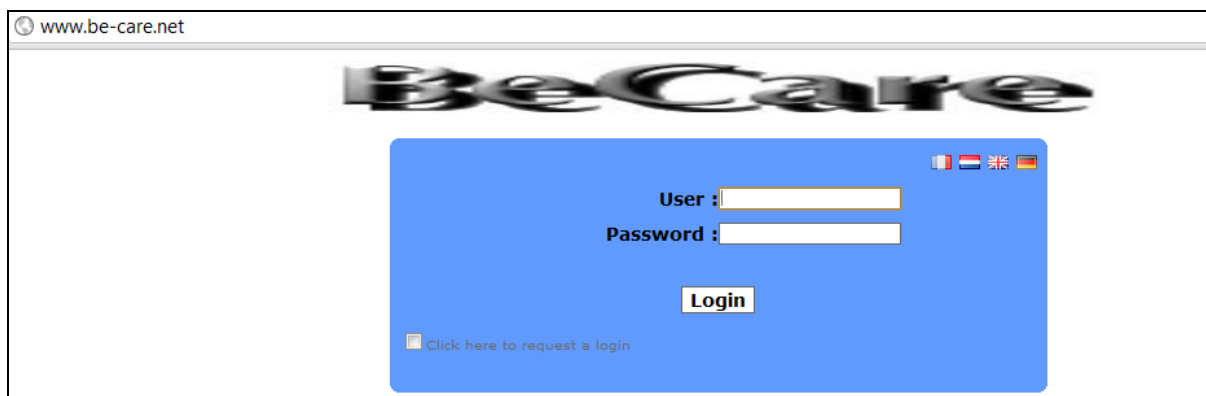 www.be-care.net
BeCare
User :
Password :
Login
Click here to request a login